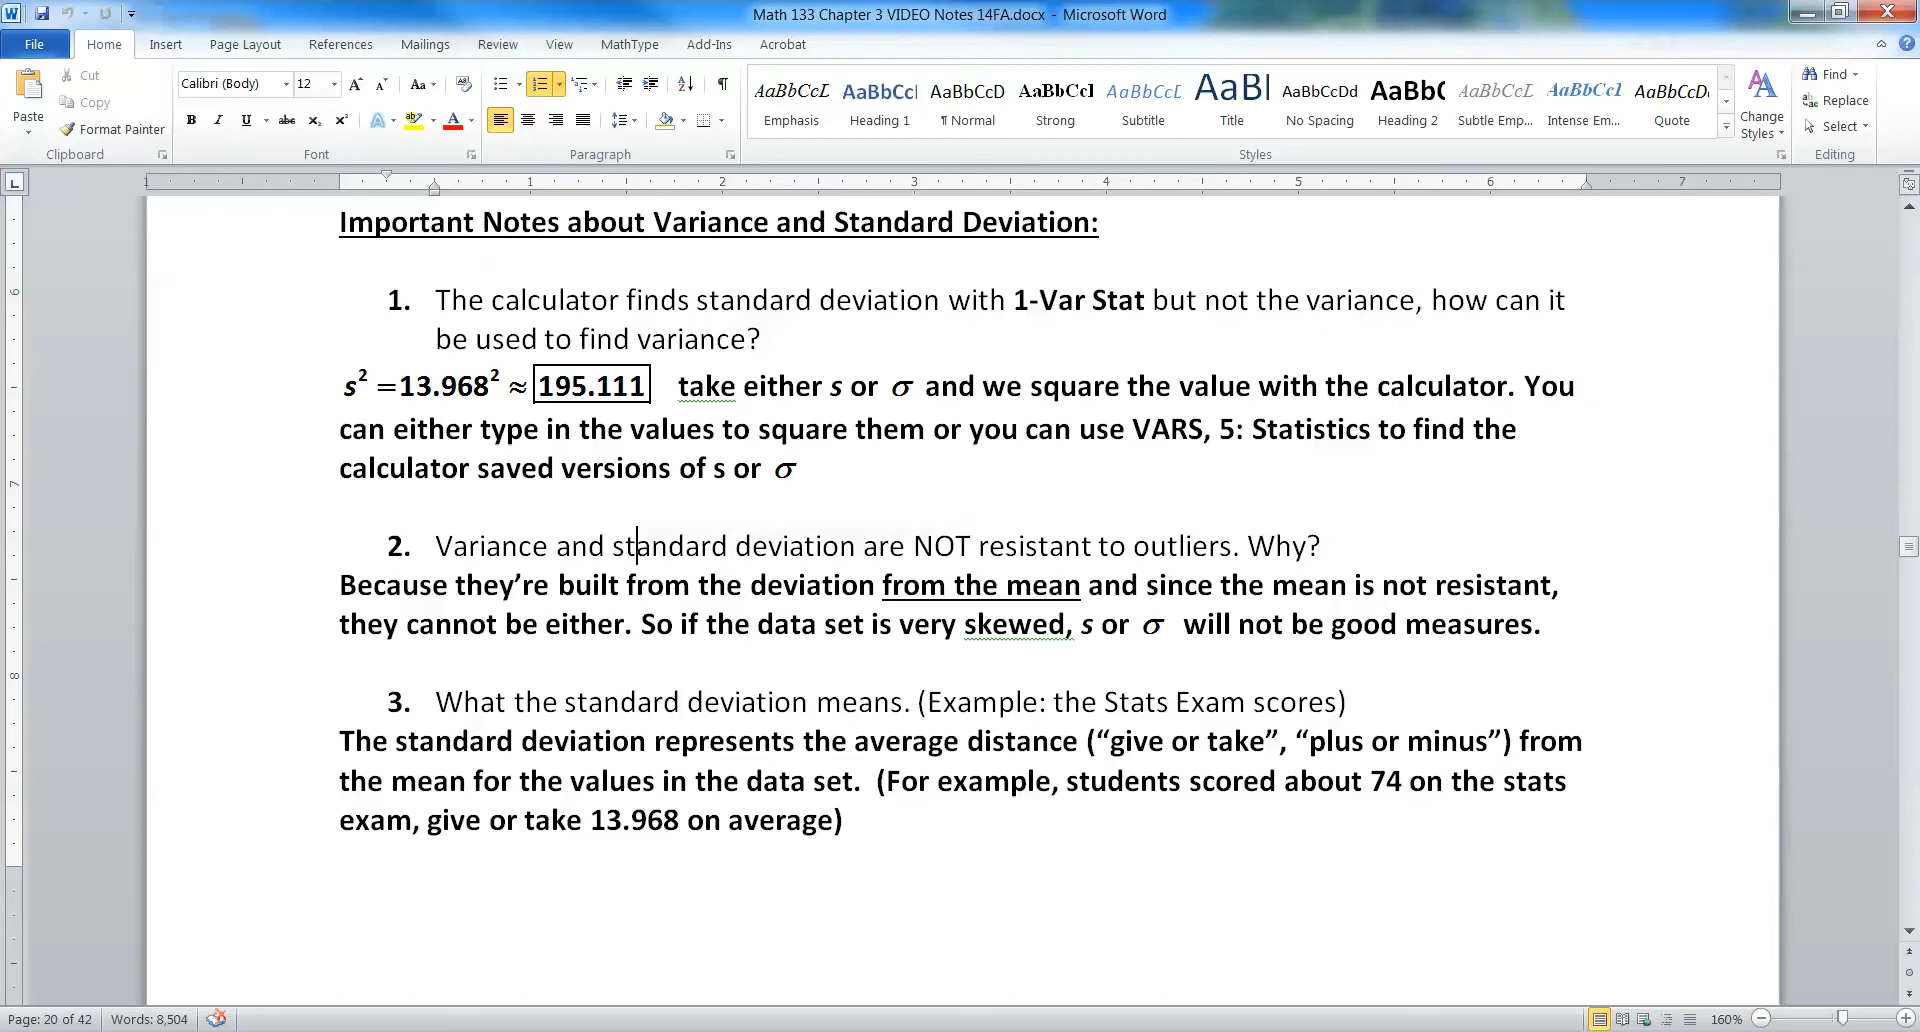 Math 133 Chapter 3 VIDEO Notes 14FA.docx - Microsoft Word
File Home Insert Page Layout References Mailings Review View MathType Add-Ins Acrobat
Paste
Cut
Copy
Format Painter
Clipboard
Calibri (Body) 12
Font
Paragraph
AaBbCcL AaBbCcI AaBbCcD AaBbCcI AaBbCcL AaBI AaBbCcDd AaBbC AaBbCcL AaBbCcI AaBbCcD
Emphasis Heading 1 ¶ Normal Strong Subtitle Title No Spacing Heading 2 Subtle Emp... Intense Em... Quote
Styles
Change Styles
Find
Replace
Select
Editing
1 1 2 3 4 5 6 7
Important Notes about Variance and Standard Deviation:
1. The calculator finds standard deviation with 1-Var Stat but not the variance, how can it
be used to find variance?
s² = 13.968² ≈ 195.111 take either s or σ and we square the value with the calculator. You
can either type in the values to square them or you can use VARS, 5: Statistics to find the
calculator saved versions of s or σ
2. Variance and standard deviation are NOT resistant to outliers. Why?
Because they’re built from the deviation from the mean and since the mean is not resistant,
they cannot be either. So if the data set is very skewed, s or σ will not be good measures.
3. What the standard deviation means. (Example: the Stats Exam scores)
The standard deviation represents the average distance (“give or take”, “plus or minus”) from
the mean for the values in the data set. (For example, students scored about 74 on the stats
exam, give or take 13.968 on average)
Page: 20 of 42 Words: 8,504 160%